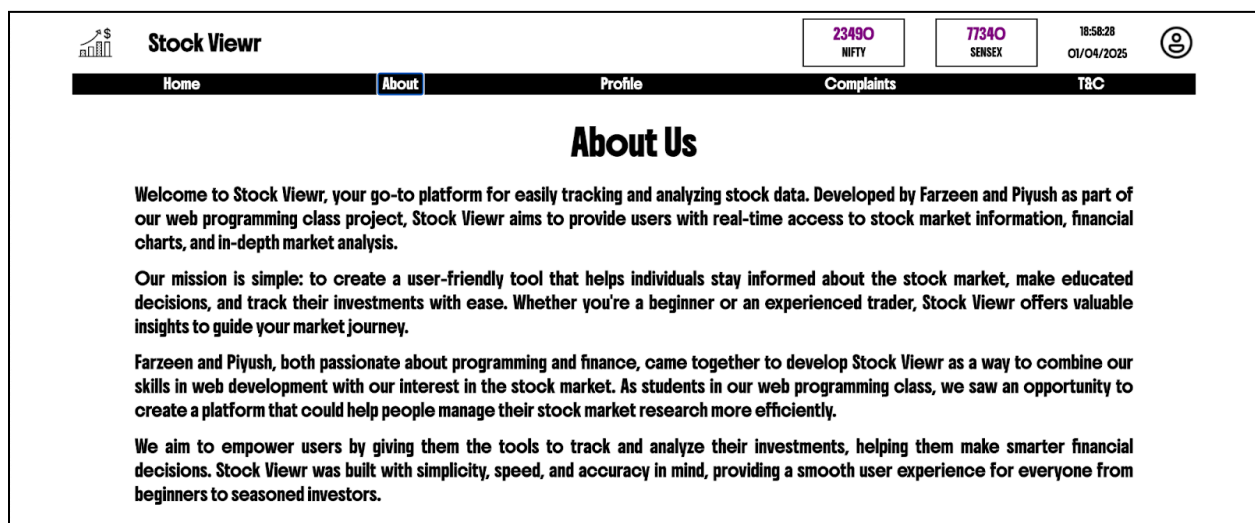 Stock Viewr
23490
NIFTY
77340
SENSEX
18:58:28
01/04/2025
Home
About
Profile
Complaints
T&C
About Us
Welcome to Stock Viewr, your go-to platform for easily tracking and analyzing stock data. Developed by Farzeen and Piyush as part of
our web programming class project, Stock Viewr aims to provide users with real-time access to stock market information, financial
charts, and in-depth market analysis.
Our mission is simple: to create a user-friendly tool that helps individuals stay informed about the stock market, make educated
decisions, and track their investments with ease. Whether you're a beginner or an experienced trader, Stock Viewr offers valuable
insights to guide your market journey.
Farzeen and Piyush, both passionate about programming and finance, came together to develop Stock Viewr as a way to combine our
skills in web development with our interest in the stock market. As students in our web programming class, we saw an opportunity to
create a platform that could help people manage their stock market research more efficiently.
We aim to empower users by giving them the tools to track and analyze their investments, helping them make smarter financial
decisions. Stock Viewr was built with simplicity, speed, and accuracy in mind, providing a smooth user experience for everyone from
beginners to seasoned investors.